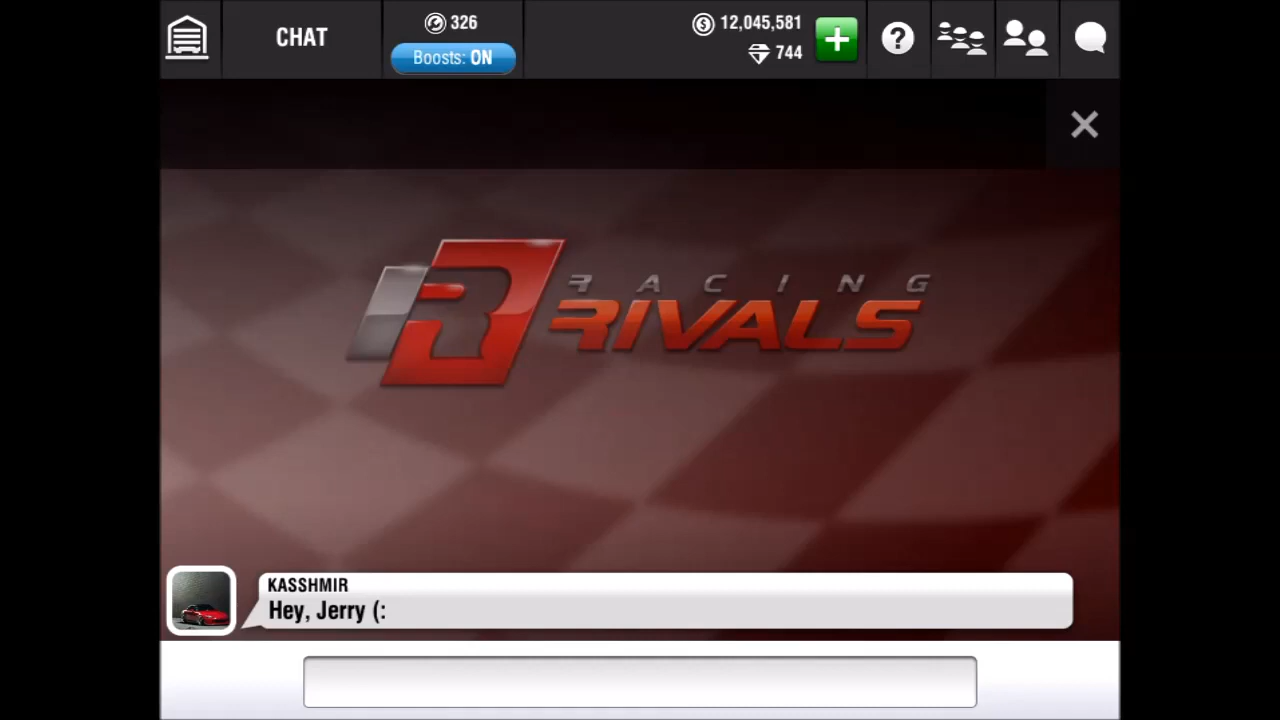 CHAT
326
Boosts: ON
12,045,581
744
RACING
RIVALS
KASSHMIR
Hey, Jerry (: